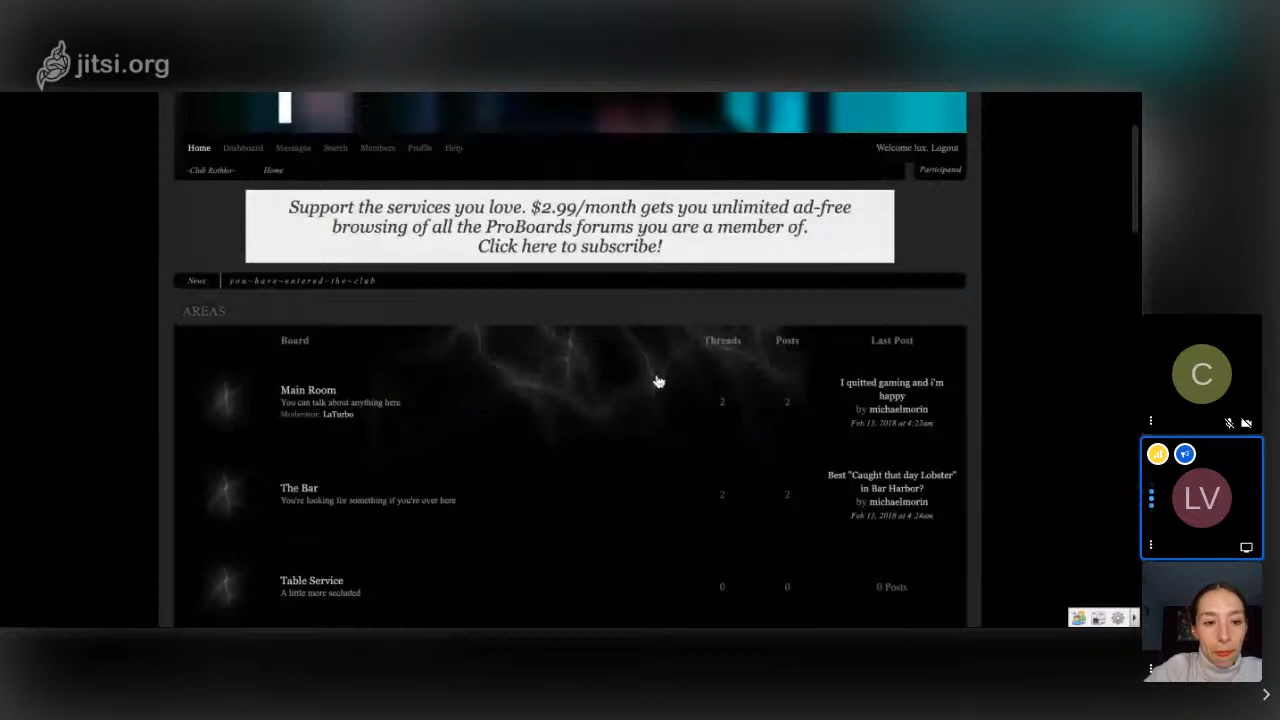 jitsi.org
Home Dashboard Messages Search Members Profile Help
Welcome lux. Logout
-Club Rothko- Home
Participated
Support the services you love. $2.99/month gets you unlimited ad-free
browsing of all the ProBoards forums you are a member of.
Click here to subscribe!
News
y~o~u~-h~a~v~e~-e~n~t~e~r~e~d~-t~h~e~-c~l~u~b
AREAS
Board Threads Posts Last Post
Main Room
You can talk about anything here
Moderator: LaTurbo
2 2
I quitted gaming and i'm
happy
by michaelmorin
Feb 13, 2018 at 4:22am
The Bar
You're looking for something if you're over here
2 2
Best "Caught that day Lobster"
in Bar Harbor?
by michaelmorin
Feb 13, 2018 at 4:24am
Table Service
A little more secluded
0 0 0 Posts
C
LV